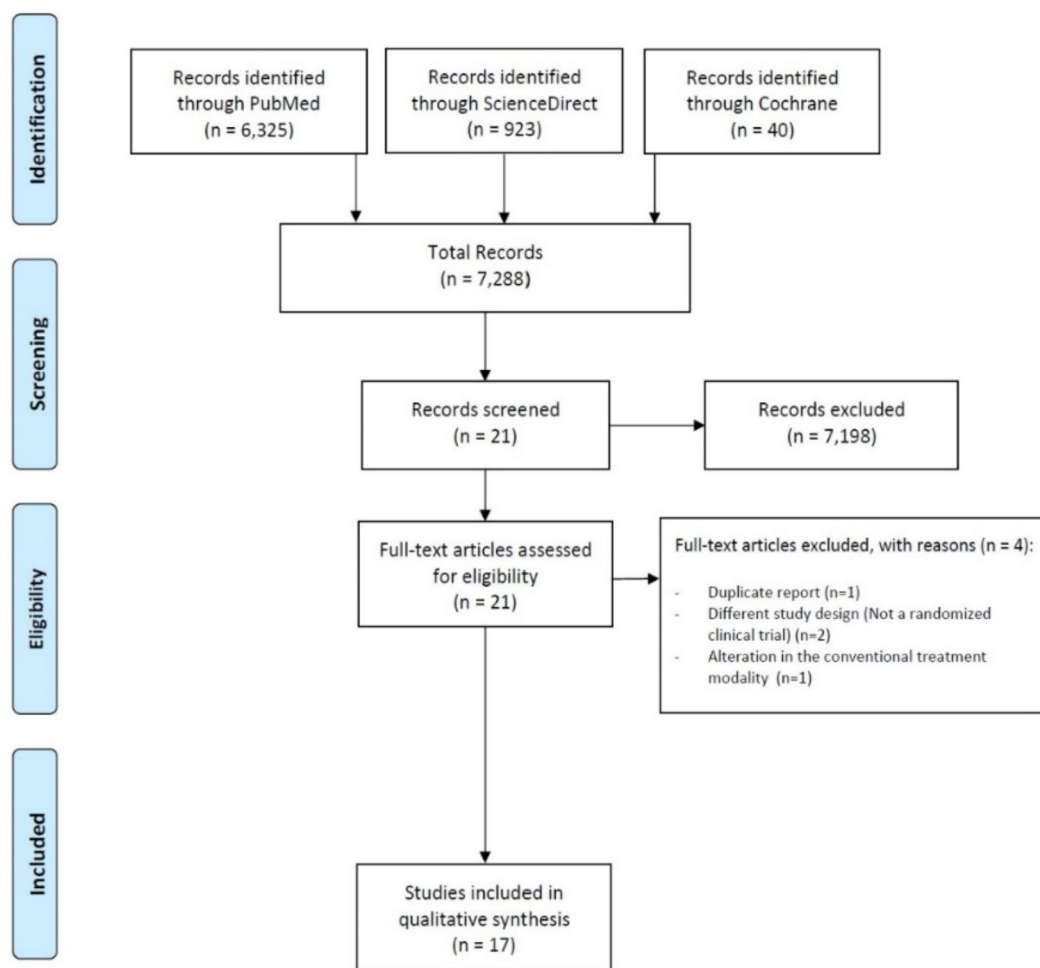 Identification
Records identified
through PubMed
(n = 6,325)
Records identified
through ScienceDirect
(n = 923)
Records identified
through Cochrane
(n = 40)
Total Records
(n = 7,288)
Screening
Records screened
(n = 21)
Records excluded
(n = 7,198)
Eligibility
Full-text articles assessed
for eligibility
(n = 21)
Full-text articles excluded, with reasons (n = 4):
- Duplicate report (n=1)
- Different study design (Not a randomized
clinical trial) (n=2)
- Alteration in the conventional treatment
modality (n=1)
Included
Studies included in
qualitative synthesis
(n = 17)